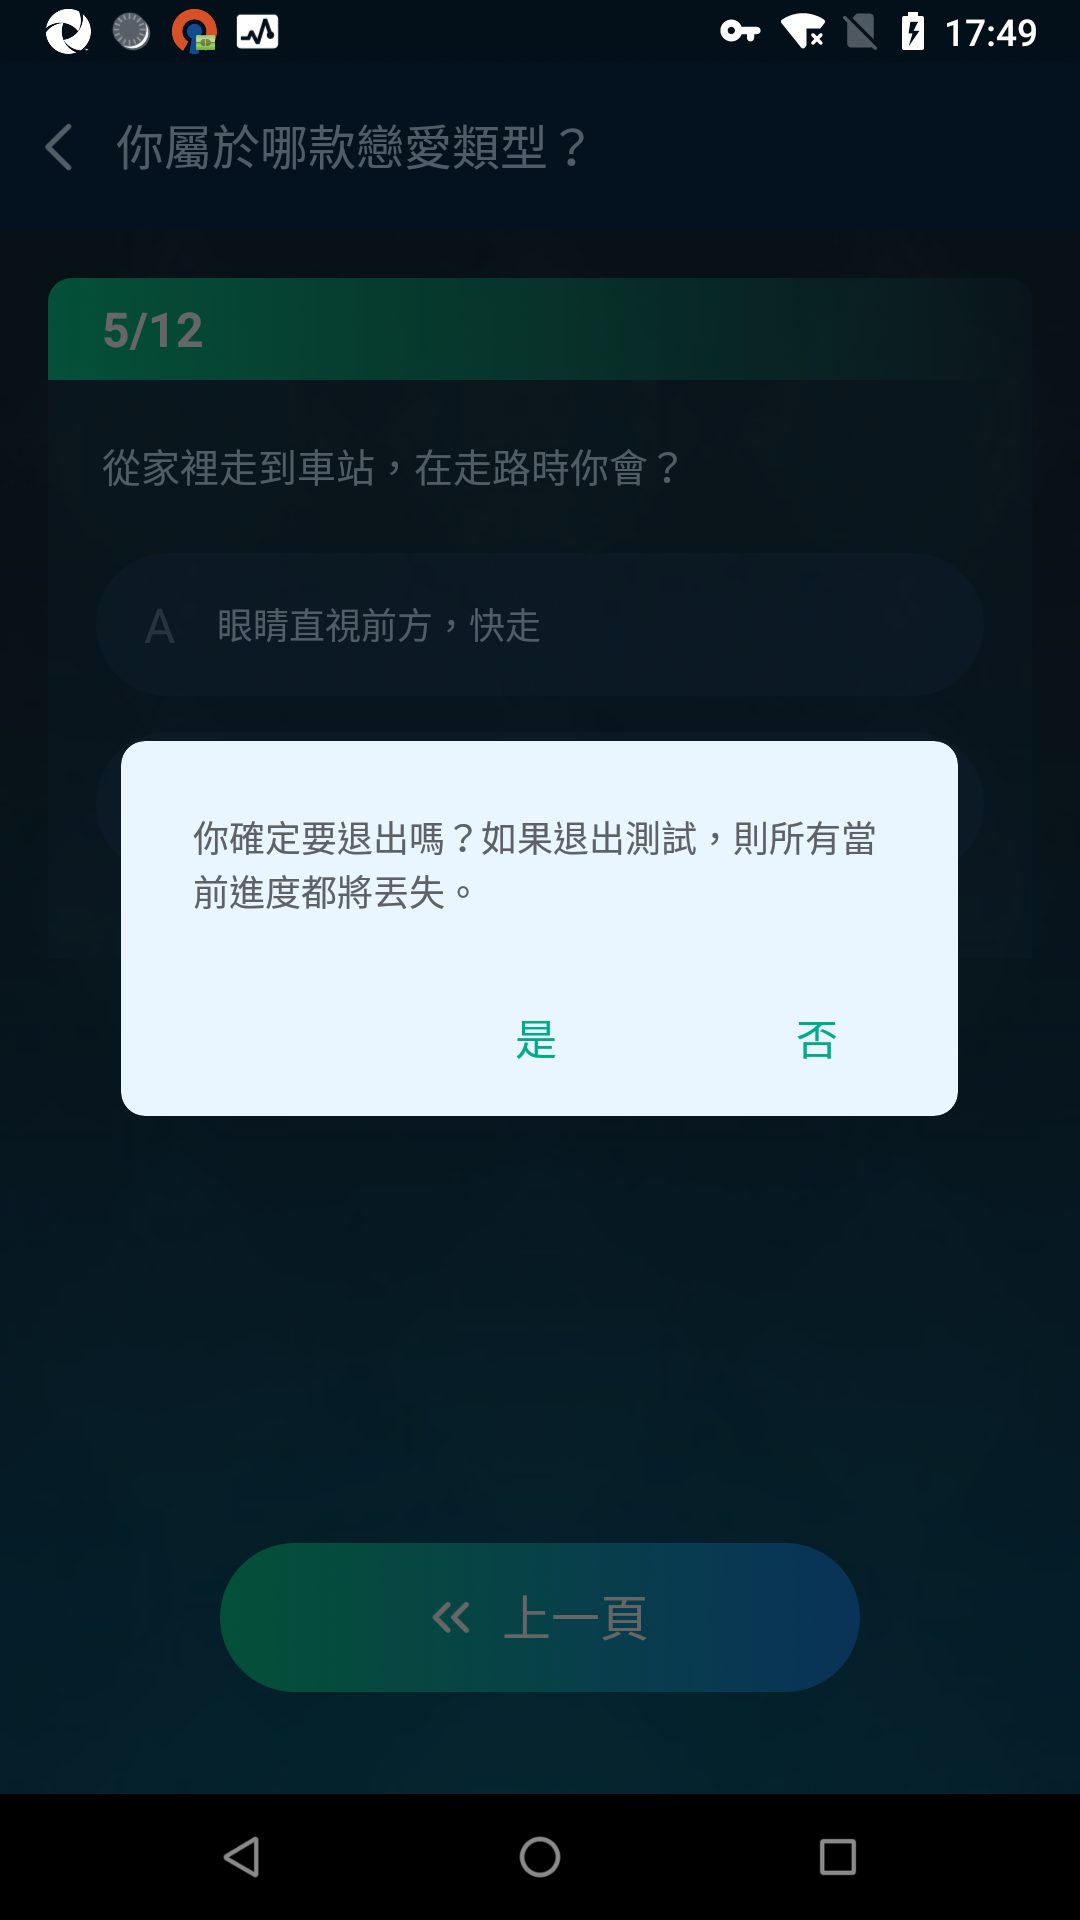 17:49
你屬於哪款戀愛類型？
5/12
從家裡走到車站，在走路時你會？
A 眼睛直視前方，快走
你確定要退出嗎？如果退出測試，則所有當
前進度都將丟失。
是 否
上一頁